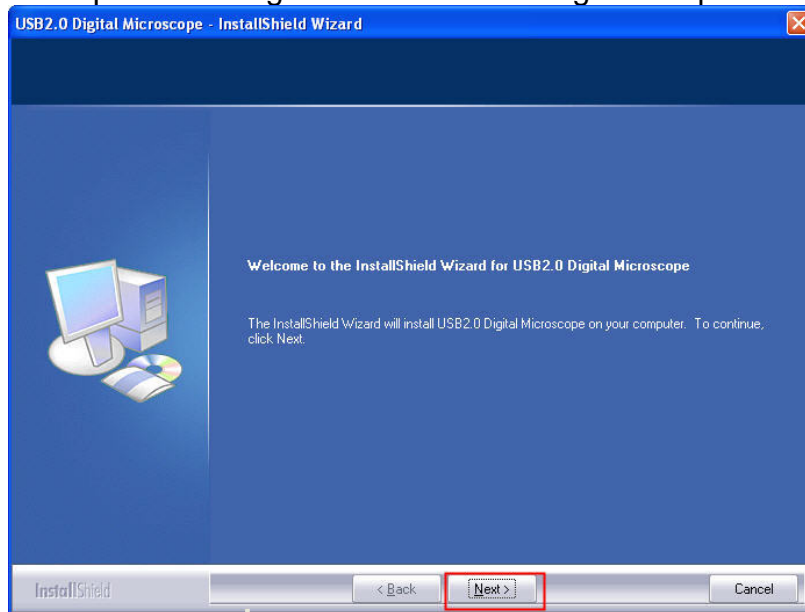 USB2.0 Digital Microscope - InstallShield Wizard
Welcome to the InstallShield Wizard for USB2.0 Digital Microscope
The InstallShield Wizard will install USB2.0 Digital Microscope on your computer. To continue,
click Next.
InstallShield
< Back
Next >
Cancel